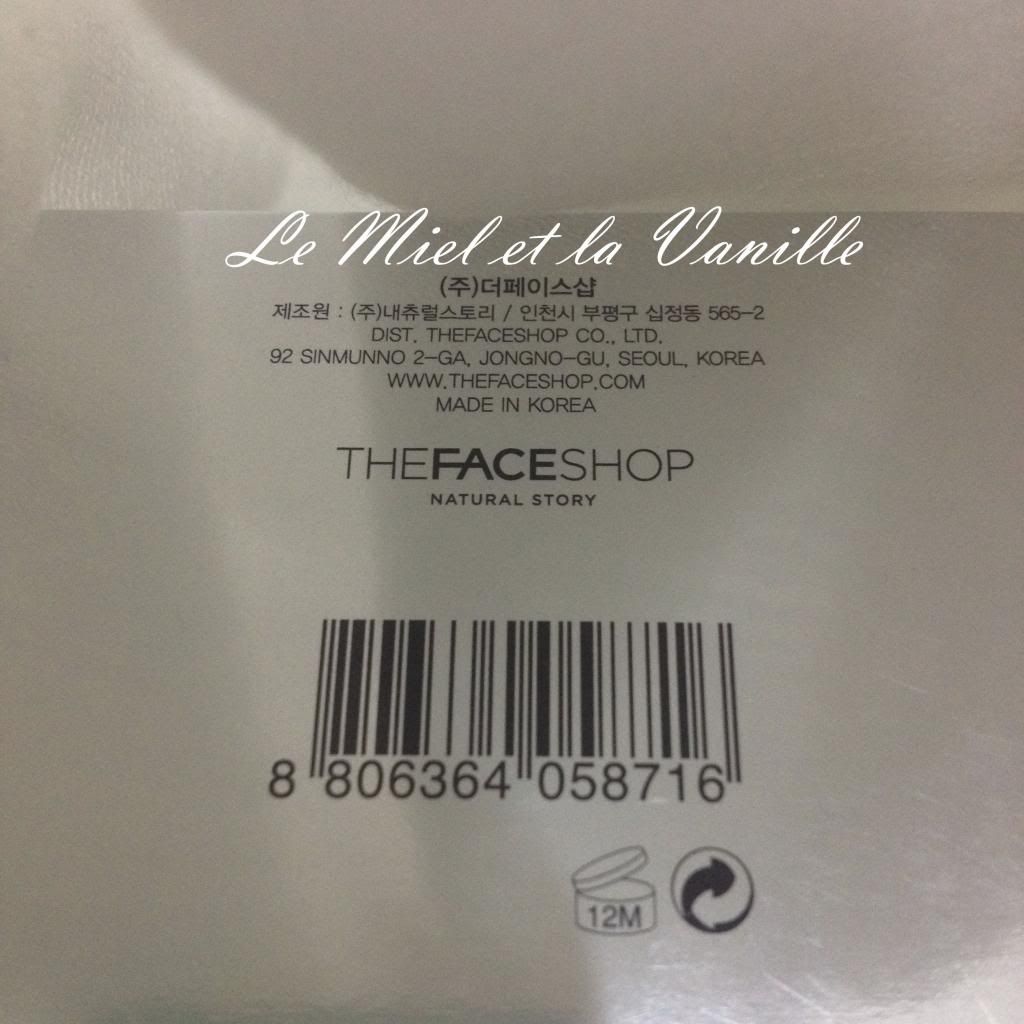 Le Miel et la Vanille
(주)더페이스샵
제조원 : (주)내츄럴스토리 / 인천시 부평구 십정동 565-2
DIST. THEFACESHOP CO., LTD.
92 SINMUNNO 2-GA, JONGNO-GU, SEOUL, KOREA
WWW.THEFACESHOP.COM
MADE IN KOREA
THEFACESHOP
NATURAL STORY
8 806364 058716
12M